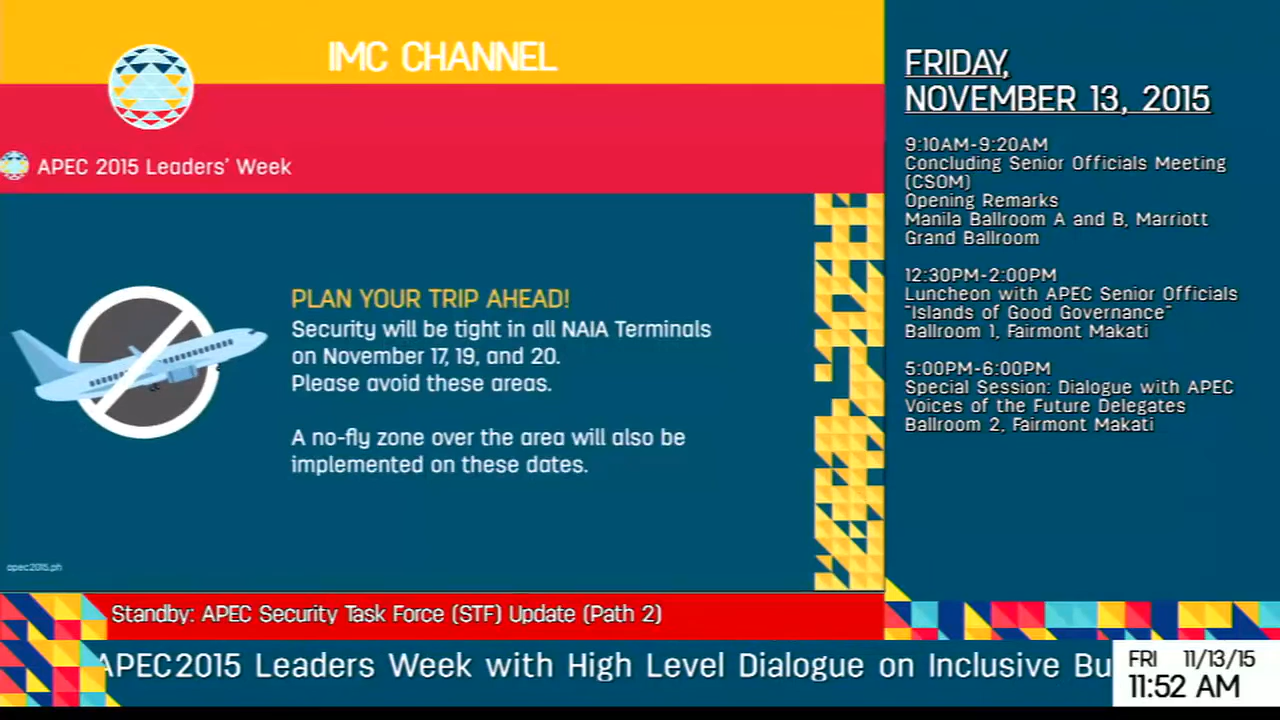 IMC CHANNEL
APEC 2015 Leaders' Week
PLAN YOUR TRIP AHEAD!
Security will be tight in all NAIA Terminals
on November 17, 19, and 20.
Please avoid these areas.
A no-fly zone over the area will also be
implemented on these dates.
apec2015.ph
FRIDAY,
NOVEMBER 13, 2015
9:10AM-9:20AM
Concluding Senior Officials Meeting
(CSOM)
Opening Remarks
Manila Ballroom A and B, Marriott
Grand Ballroom
12:30PM-2:00PM
Luncheon with APEC Senior Officials
"Islands of Good Governance"
Ballroom 1, Fairmont Makati
5:00PM-6:00PM
Special Session: Dialogue with APEC
Voices of the Future Delegates
Ballroom 2, Fairmont Makati
Standby: APEC Security Task Force (STF) Update (Path 2)
APEC2015 Leaders Week with High Level Dialogue on Inclusive Bu
FRI 11/13/15
11:52 AM